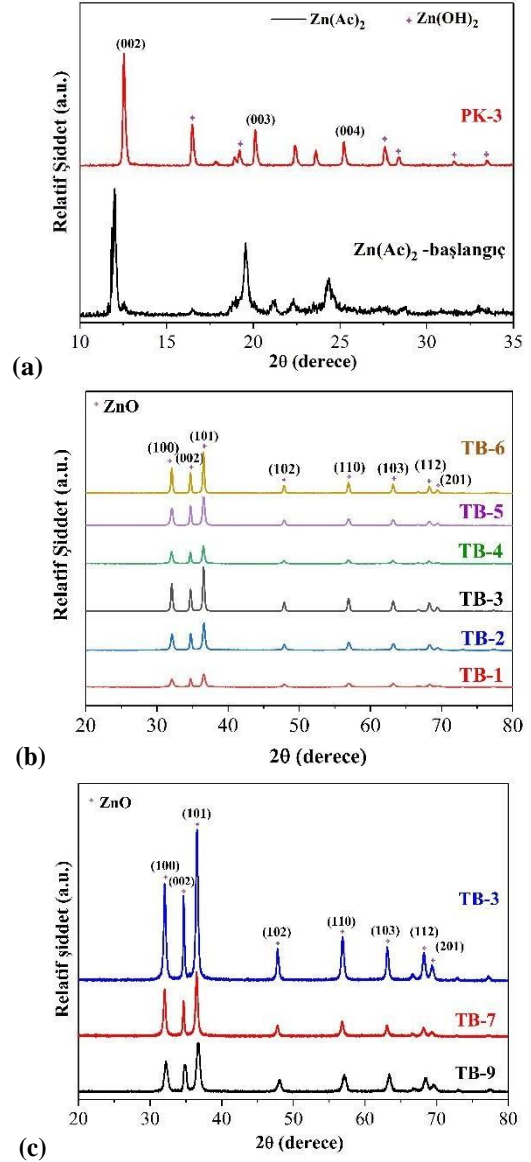 Zn(Ac)₂ + Zn(OH)₂
(002)
PK-3
(003)
(004)
Zn(Ac)₂ -başlangıç
Relatif Şiddet (a.u.)
10 15 20 25 30 35
2θ (derece)
(a)
+ ZnO
(100) (002) (101) (102) (110) (103) (112) (201)
TB-6
TB-5
TB-4
TB-3
TB-2
TB-1
Relatif Şiddet (a.u.)
20 30 40 50 60 70 80
2θ (derece)
(b)
+ ZnO
(101)
(100)
(002)
TB-3
(102) (110) (103) (112) (201)
TB-7
TB-9
Relatif şiddet (a.u.)
20 30 40 50 60 70 80
2θ (derece)
(c)